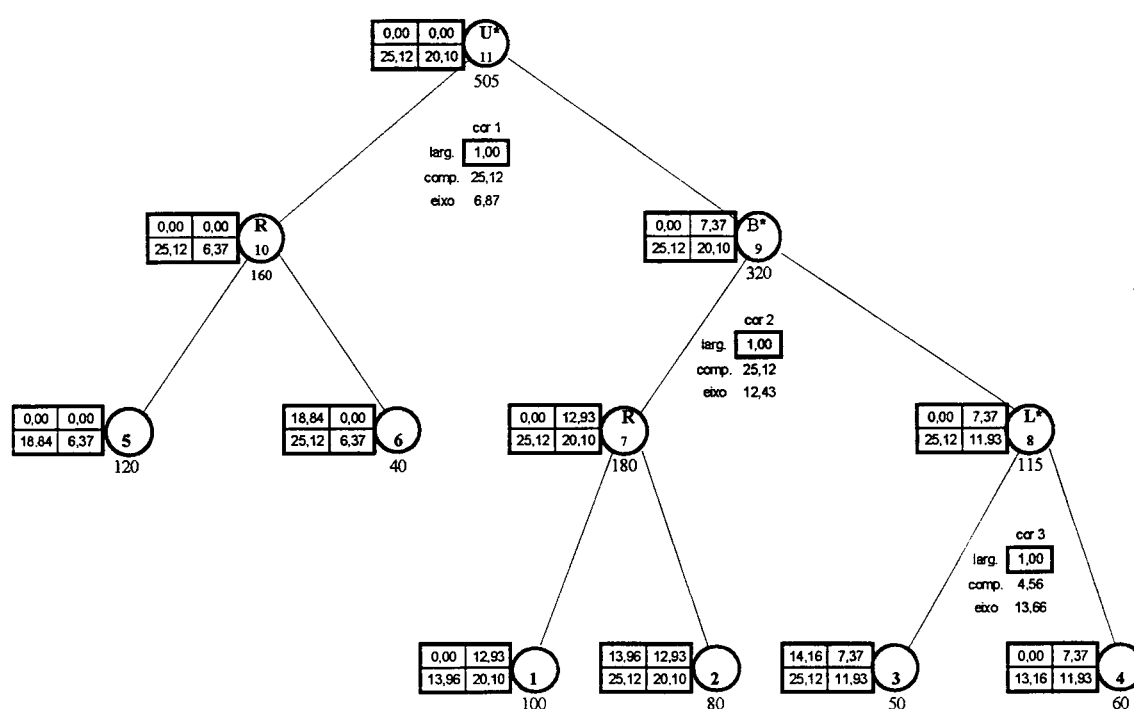 0,00 0,00 U*
25,12 20,10 11
505
cor 1
larg. 1,00
comp. 25,12
eixo 6,87
0,00 0,00 R
25,12 6,37 10
160
0,00 7,37 B*
25,12 20,10 9
320
cor 2
larg. 1,00
comp. 25,12
eixo 12,43
0,00 0,00
18,84 6,37 5
120
18,84 0,00
25,12 6,37 6
40
0,00 12,93 R
25,12 20,10 7
180
0,00 7,37 L*
25,12 11,93 8
115
cor 3
larg. 1,00
comp. 4,56
eixo 13,66
0,00 12,93
13,96 20,10 1
100
13,96 12,93
25,12 20,10 2
80
14,16 7,37
25,12 11,93 3
50
0,00 7,37
13,16 11,93 4
60